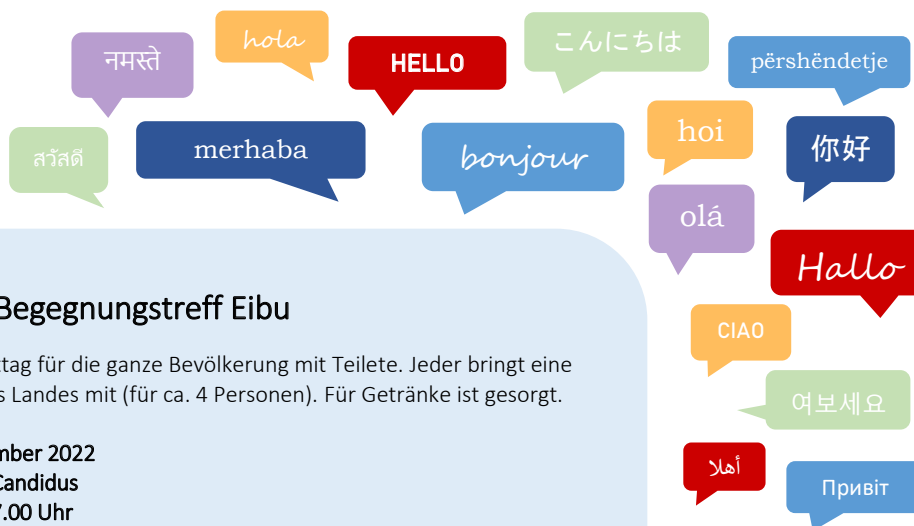 नमस्ते
hola
HELLO
こんにちは
përshëndetje
สวัสดี
merhaba
bonjour
hoi
你好
olá
Hallo
CIAO
여보세요
أهلا
Привіт
Begegnungstreff Eibu
ttag für die ganze Bevölkerung mit Teilete. Jeder bringt eine
s Landes mit (für ca. 4 Personen). Für Getränke ist gesorgt.
mber 2022
Candidus
7.00 Uhr